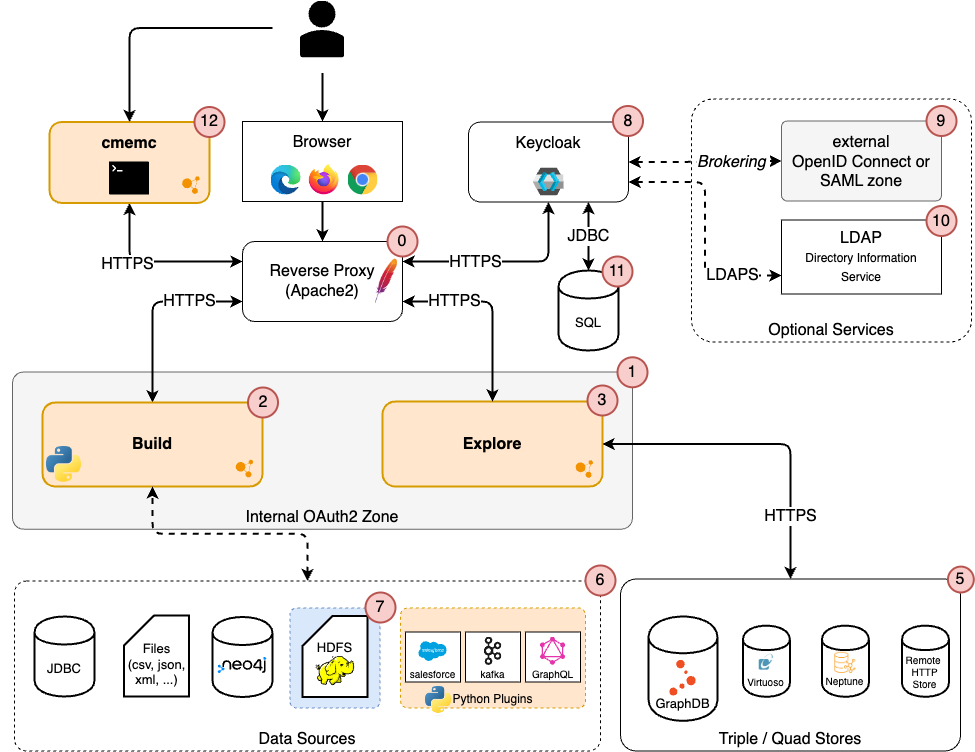 12
cmemc
>_
Browser
8
Keycloak
9
external
OpenID Connect or
SAML zone
Brokering
10
LDAP
Directory Information
Service
LDAPS
Optional Services
0
Reverse Proxy
(Apache2)
HTTPS
HTTPS
JDBC
11
SQL
HTTPS
HTTPS
1
2
Build
3
Explore
Internal OAuth2 Zone
HTTPS
6
JDBC
Files
(csv, json,
xml, ...)
neo4j
7
HDFS
salesforce
kafka
GraphQL
Python Plugins
Data Sources
5
GraphDB
Virtuoso
Neptune
Remote
HTTP
Store
Triple / Quad Stores